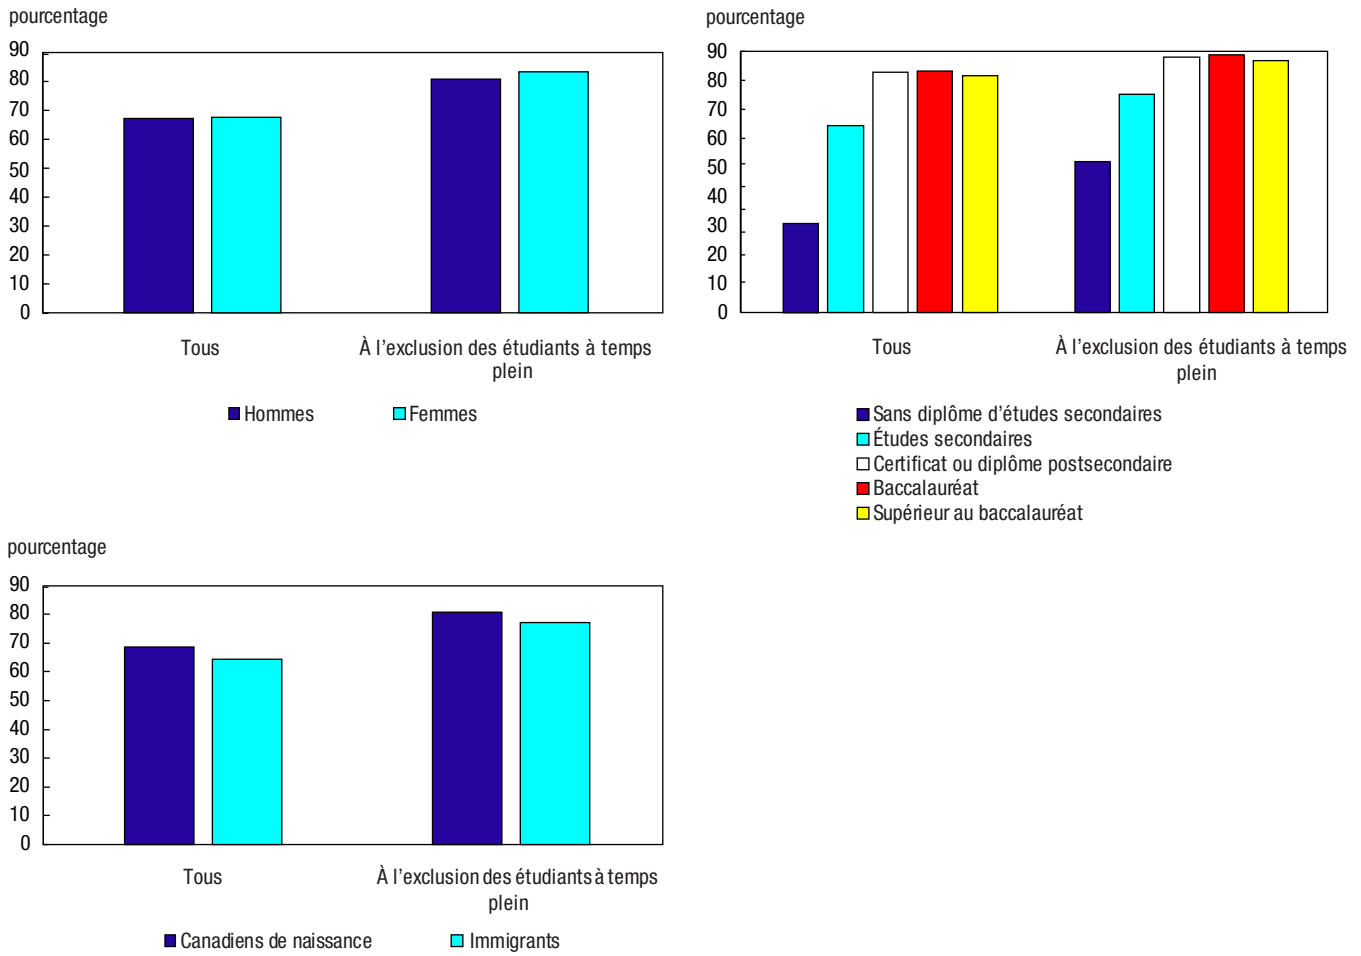 pourcentage
90
80
70
60
50
40
30
20
10
0
Tous
À l'exclusion des étudiants à temps
plein
Hommes
Femmes
pourcentage
90
80
70
60
50
40
30
20
10
0
Tous
À l'exclusion des étudiants à temps
plein
Sans diplôme d'études secondaires
Études secondaires
Certificat ou diplôme postsecondaire
Baccalauréat
Supérieur au baccalauréat
pourcentage
90
80
70
60
50
40
30
20
10
0
Tous
À l'exclusion des étudiants à temps
plein
Canadiens de naissance
Immigrants